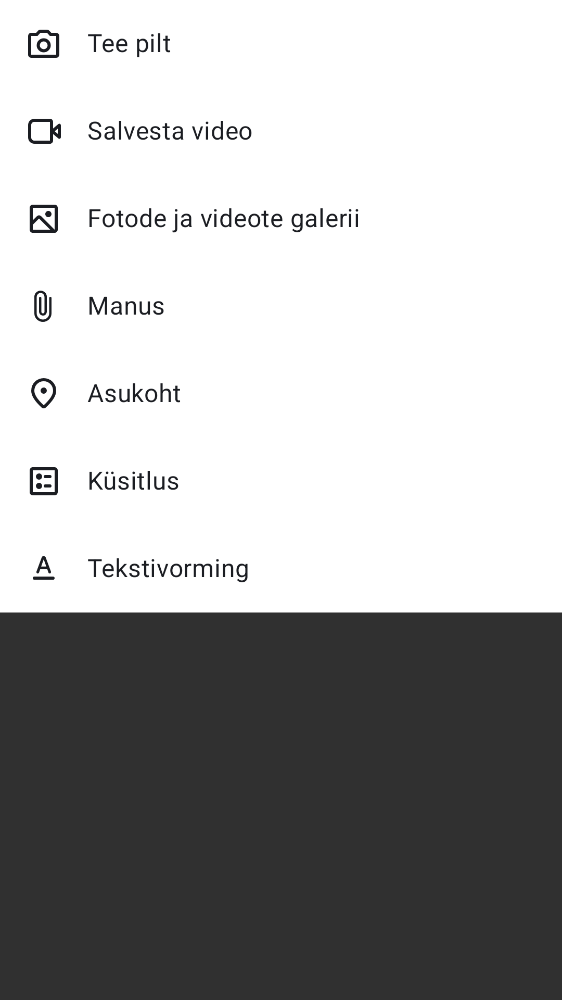 Tee pilt
Salvesta video
Fotode ja videote galerii
Manus
Asukoht
Küsitlus
Tekstivorming